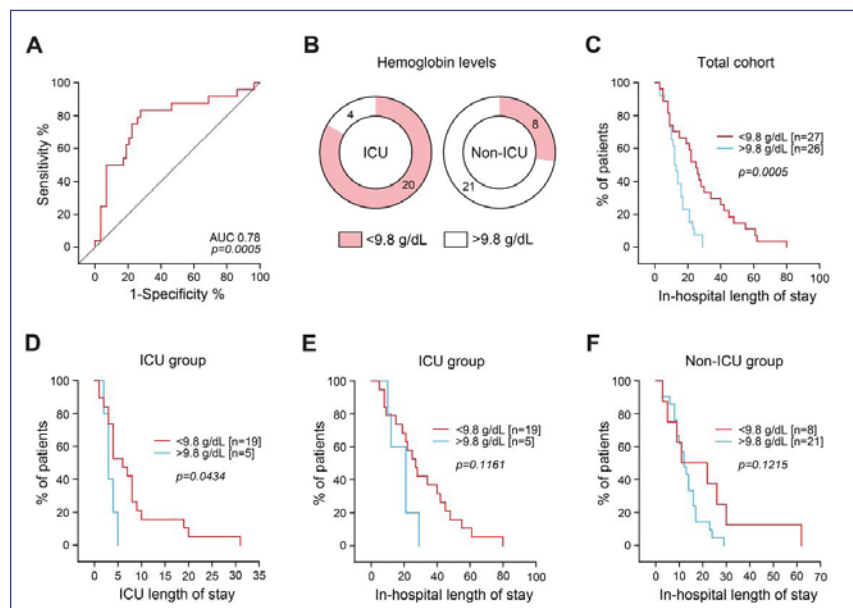 A
Sensitivity %
100
80
60
40
20
0
0 20 40 60 80 100
1-Specificity %
AUC 0.78
p=0.0005
B
Hemoglobin levels
4
ICU
20
8
Non-ICU
21
<9.8 g/dL
>9.8 g/dL
C
Total cohort
% of patients
100
80
60
40
20
0
<9.8 g/dL [n=27]
>9.8 g/dL [n=26]
p=0.0005
0 20 40 60 80 100
In-hospital length of stay
D
ICU group
% of patients
100
80
60
40
20
0
<9.8 g/dL [n=19]
>9.8 g/dL [n=5]
p=0.0434
0 5 10 15 20 25 30 35
ICU length of stay
E
ICU group
% of patients
100
80
60
40
20
0
<9.8 g/dL [n=19]
>9.8 g/dL [n=5]
p=0.1161
0 20 40 60 80 100
In-hospital length of stay
F
Non-ICU group
% of patients
100
80
60
40
20
0
<9.8 g/dL [n=8]
>9.8 g/dL [n=21]
p=0.1215
0 10 20 30 40 50 60 70
In-hospital length of stay